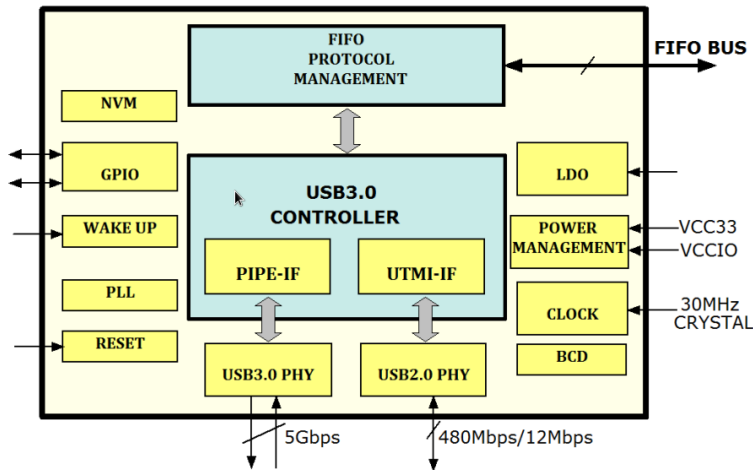 FIFO
PROTOCOL
MANAGEMENT
FIFO BUS
NVM
GPIO
WAKE UP
PLL
RESET
USB3.0
CONTROLLER
PIPE-IF
UTMI-IF
USB3.0 PHY
USB2.0 PHY
LDO
POWER
MANAGEMENT
VCC33
VCCIO
CLOCK
30MHz
CRYSTAL
BCD
5Gbps
480Mbps/12Mbps